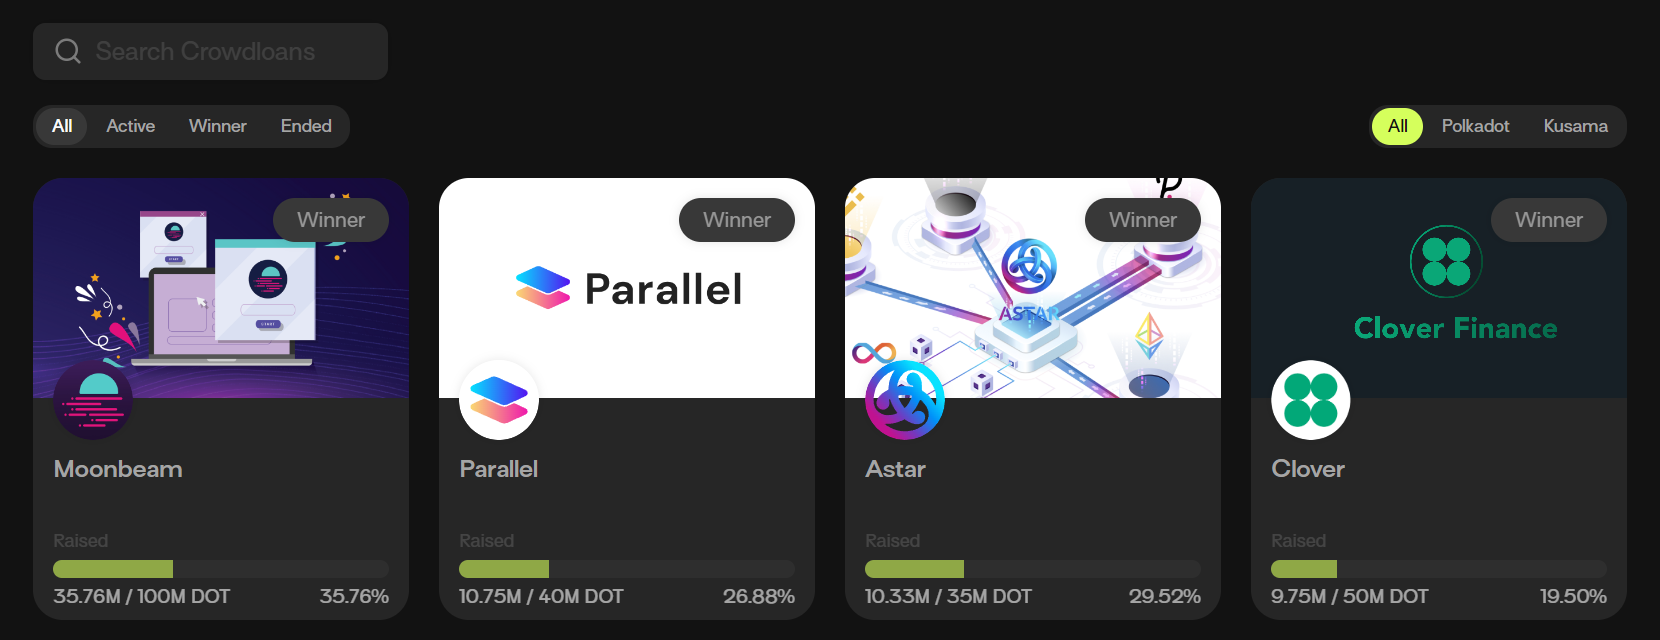 Search Crowdloans
All Active Winner Ended
All Polkadot Kusama
Winner
Winner
Winner
Winner
START
START
Parallel
ASTAR
Clover Finance
Moonbeam
Parallel
Astar
Clover
Raised
Raised
Raised
Raised
35.76M / 100M DOT 35.76%
10.75M / 40M DOT 26.88%
10.33M / 35M DOT 29.52%
9.75M / 50M DOT 19.50%